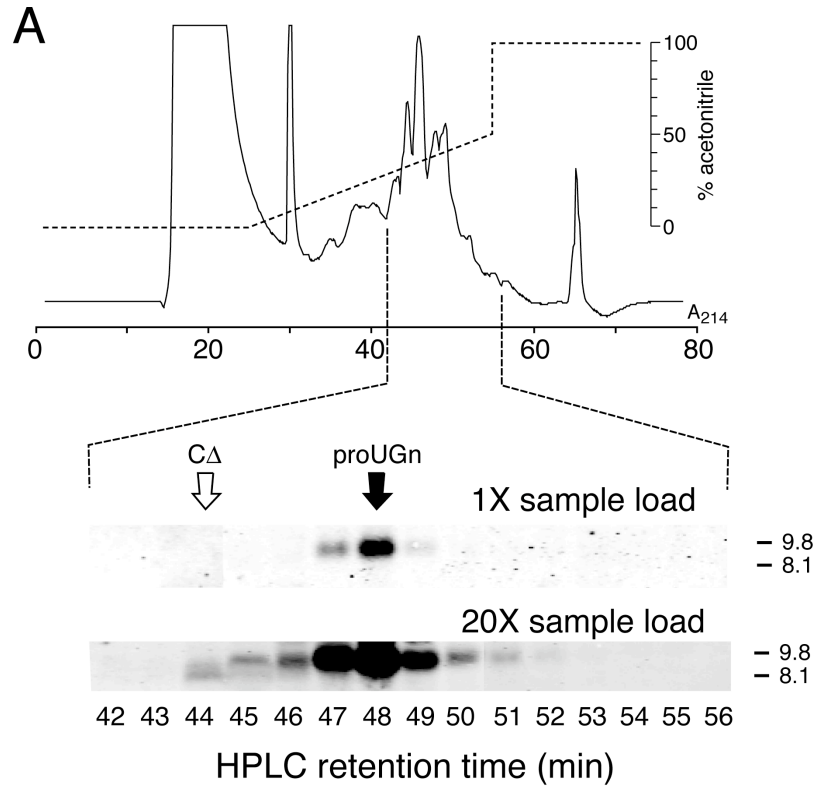 A
100
50
0
% acetonitrile
A214
0 20 40 60 80
CΔ proUGn
1X sample load
9.8
8.1
20X sample load
9.8
8.1
42 43 44 45 46 47 48 49 50 51 52 53 54 55 56
HPLC retention time (min)